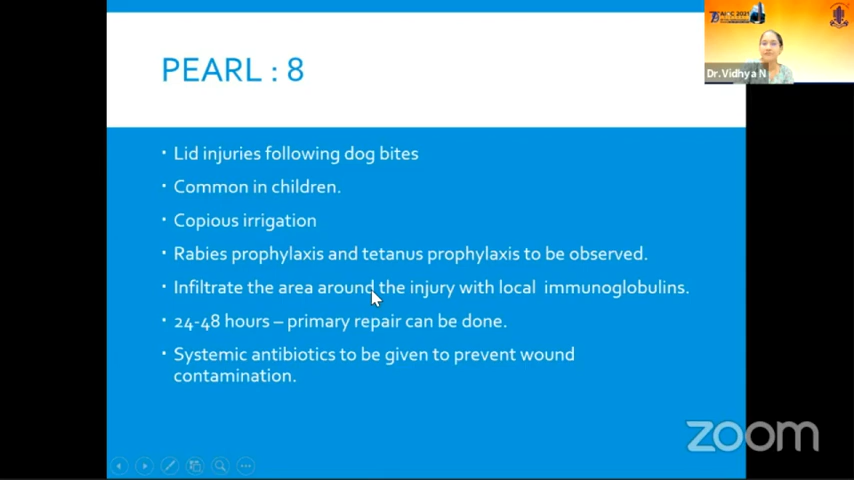 PEARL : 8
Lid injuries following dog bites
Common in children.
Copious irrigation
Rabies prophylaxis and tetanus prophylaxis to be observed.
Infiltrate the area around the injury with local immunoglobulins.
24-48 hours – primary repair can be done.
Systemic antibiotics to be given to prevent wound
contamination.
2021
Dr.Vidhya N
zoom